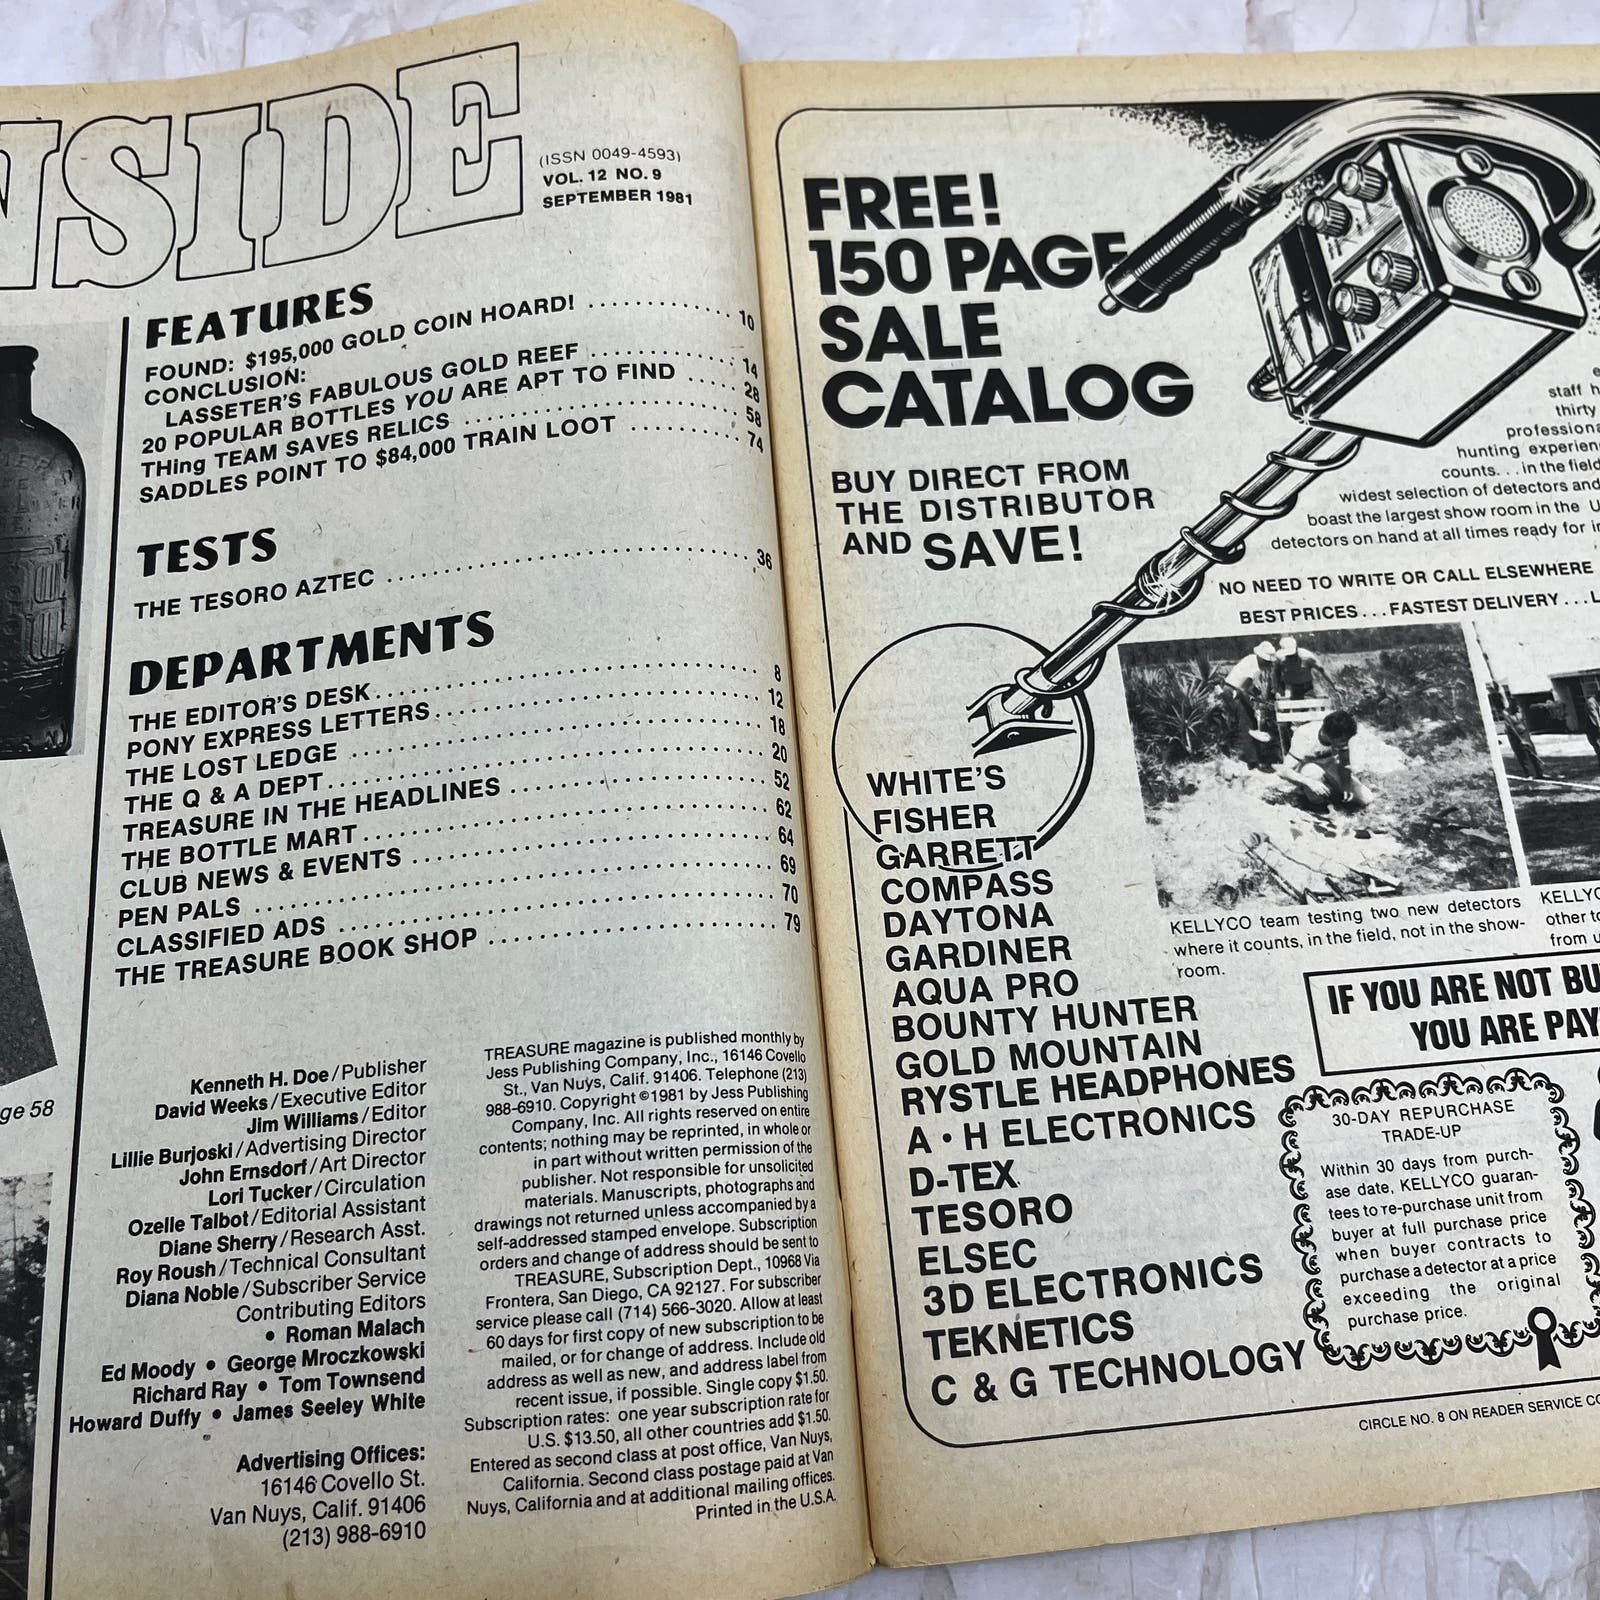 INSIDE
(ISSN 0049-4593)
VOL. 12 NO. 9
SEPTEMBER 1981
FEATURES
FOUND: $195,000 GOLD COIN HOARD! .......... 10
CONCLUSION:
LASSETER'S FABULOUS GOLD REEF .......... 14
20 POPULAR BOTTLES YOU ARE APT TO FIND ..... 28
THing TEAM SAVES RELICS .......... 58
SADDLES POINT TO $84,000 TRAIN LOOT .......... 74
TESTS
THE TESORO AZTEC .......... 36
DEPARTMENTS
THE EDITOR'S DESK .......... 8
PONY EXPRESS LETTERS .......... 12
THE LOST LEDGE .......... 18
THE Q & A DEPT .......... 20
TREASURE IN THE HEADLINES .......... 52
THE BOTTLE MART .......... 62
CLUB NEWS & EVENTS .......... 64
PEN PALS .......... 69
CLASSIFIED ADS .......... 70
THE TREASURE BOOK SHOP .......... 79
ge 58
Kenneth H. Doe/Publisher
David Weeks/Executive Editor
Jim Williams/Editor
Lillie Burjoski/Advertising Director
John Ernsdorf/Art Director
Lori Tucker/Circulation
Ozelle Talbot/Editorial Assistant
Diane Sherry/Research Asst.
Roy Roush/Technical Consultant
Diana Noble/Subscriber Service
Contributing Editors
• Roman Malach
Ed Moody • George Mroczkowski
Richard Ray • Tom Townsend
Howard Duffy • James Seeley White
Advertising Offices:
16146 Covello St.
Van Nuys, Calif. 91406
(213) 988-6910
TREASURE magazine is published monthly by
Jess Publishing Company, Inc., 16146 Covello
St., Van Nuys, Calif. 91406. Telephone (213)
988-6910. Copyright ©1981 by Jess Publishing
Company, Inc. All rights reserved on entire
contents; nothing may be reprinted, in whole or
in part without written permission of the
publisher. Not responsible for unsolicited
materials. Manuscripts, photographs and
drawings not returned unless accompanied by a
self-addressed stamped envelope. Subscription
orders and change of address should be sent to
TREASURE, Subscription Dept., 10968 Via
Frontera, San Diego, CA 92127. For subscriber
service please call (714) 566-3020. Allow at least
60 days for first copy of new subscription to be
mailed, or for change of address. Include old
address as well as new, and address label from
recent issue, if possible. Single copy $1.50.
Subscription rates: one year subscription rate for
U.S. $13.50, all other countries add $1.50.
Entered as second class at post office, Van Nuys,
California. Second class postage paid at Van
Nuys, California and at additional mailing offices.
Printed in the U.S.A.
FREE!
150 PAGE
SALE
CATALOG
BUY DIRECT FROM
THE DISTRIBUTOR
AND SAVE!
staff h
thirty
professiona
hunting experien
counts. . . in the field
widest selection of detectors and
boast the largest show room in the U
detectors on hand at all times ready for i
NO NEED TO WRITE OR CALL ELSEWHERE
BEST PRICES . . . FASTEST DELIVERY . . . L
WHITE'S
FISHER
GARRETT
COMPASS
DAYTONA
GARDINER
AQUA PRO
BOUNTY HUNTER
GOLD MOUNTAIN
RYSTLE HEADPHONES
A • H ELECTRONICS
D-TEX
TESORO
ELSEC
3D ELECTRONICS
TEKNETICS
C & G TECHNOLOGY
KELLYCO team testing two new detectors
where it counts, in the field, not in the show-
room.
KELLYC
other to
from u
IF YOU ARE NOT BU
YOU ARE PAY
30-DAY REPURCHASE
TRADE-UP
Within 30 days from purch-
ase date, KELLYCO guaran-
tees to re-purchase unit from
buyer at full purchase price
when buyer contracts to
purchase a detector at a price
exceeding the original
purchase price.
CIRCLE NO. 8 ON READER SERVICE CO